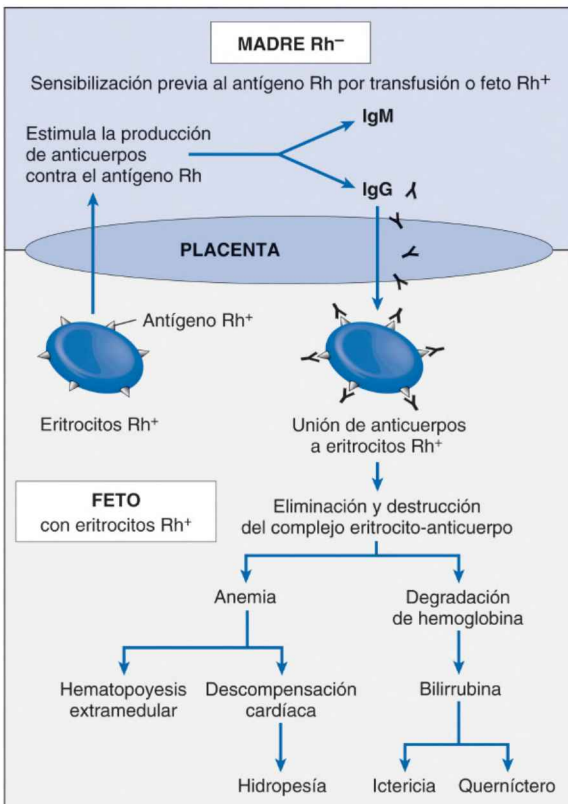 MADRE Rh–
Sensibilización previa al antígeno Rh por transfusión o feto Rh+
IgM
Estimula la producción
de anticuerpos
contra el antígeno Rh
IgG
PLACENTA
Antígeno Rh+
Eritrocitos Rh+
Unión de anticuerpos
a eritrocitos Rh+
FETO
con eritrocitos Rh+
Eliminación y destrucción
del complejo eritrocito-anticuerpo
Anemia
Degradación
de hemoglobina
Hematopoyesis
extramedular
Descompensación
cardíaca
Bilirrubina
Hidropesía
Ictericia
Querníctero